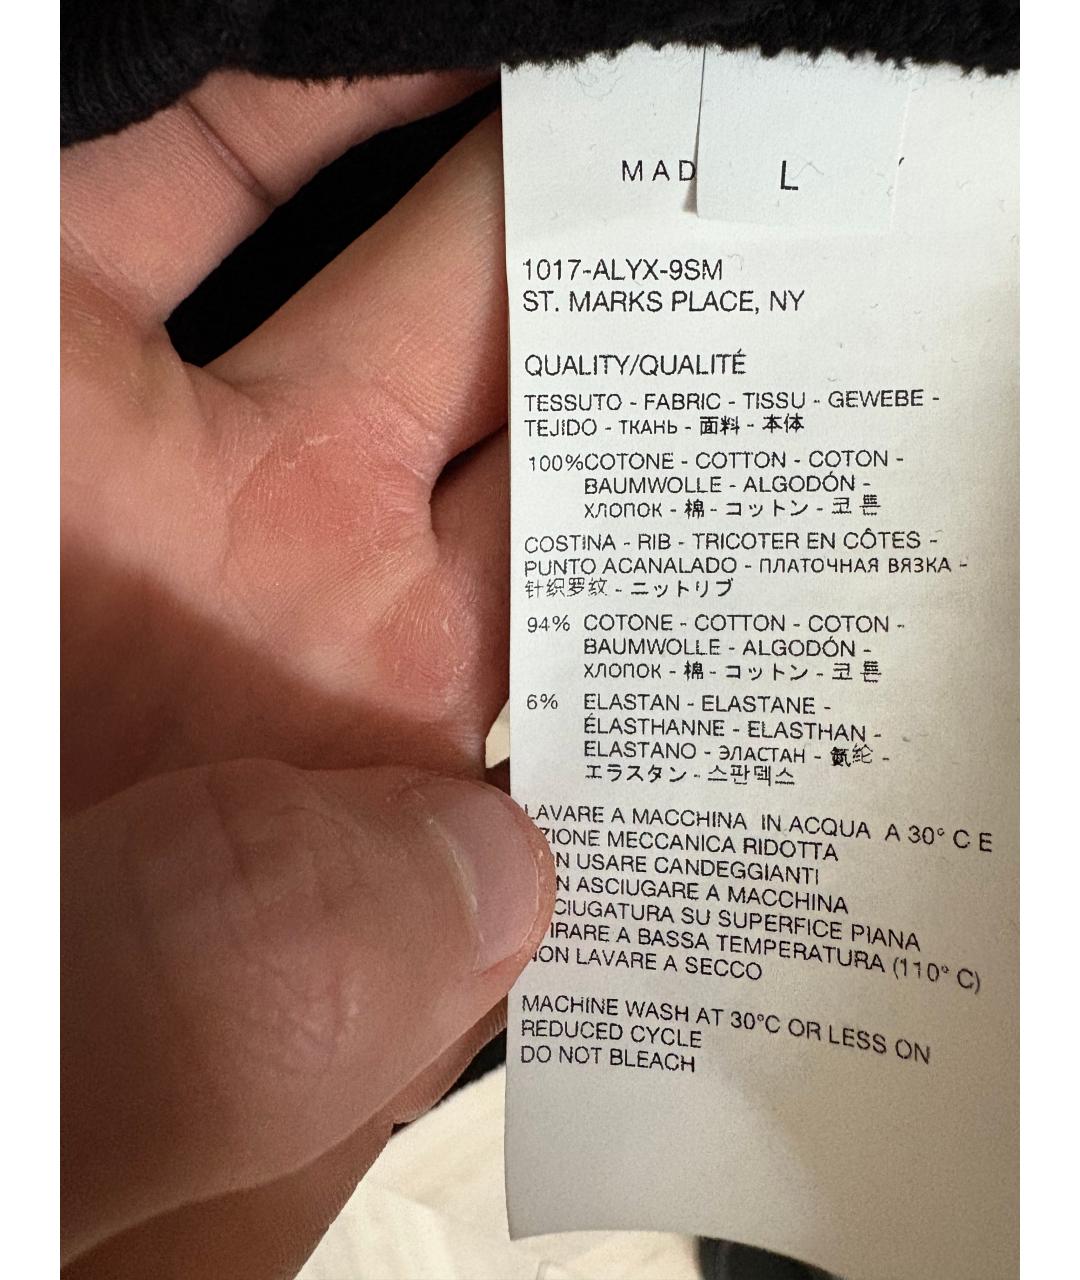 MAD
L
1017-ALYX-9SM
ST. MARKS PLACE, NY
QUALITY/QUALITÉ
TESSUTO - FABRIC - TISSU - GEWEBE -
TEJIDO - ТКАНЬ - 面料 - 本体
100%COTONE - COTTON - COTON -
BAUMWOLLE - ALGODÓN -
ХЛОПОК - 棉 - コットン - 코튼
COSTINA - RIB - TRICOTER EN CÔTES -
PUNTO ACANALADO - ПЛАТОЧНАЯ ВЯЗКА -
针织罗纹 - ニットリブ
94% COTONE - COTTON - COTON -
BAUMWOLLE - ALGODÓN -
ХЛОПОК - 棉 - コットン - 코튼
6% ELASTAN - ELASTANE -
ÉLASTHANNE - ELASTHAN -
ELASTANO - ЭЛАСТАН - 氨纶 -
エラスタン - 스판덱스
LAVARE A MACCHINA IN ACQUA A 30° C E
ZIONE MECCANICA RIDOTTA
N USARE CANDEGGIANTI
N ASCIUGARE A MACCHINA
CIUGATURA SU SUPERFICE PIANA
IRARE A BASSA TEMPERATURA (110° C)
NON LAVARE A SECCO
MACHINE WASH AT 30°C OR LESS ON
REDUCED CYCLE
DO NOT BLEACH